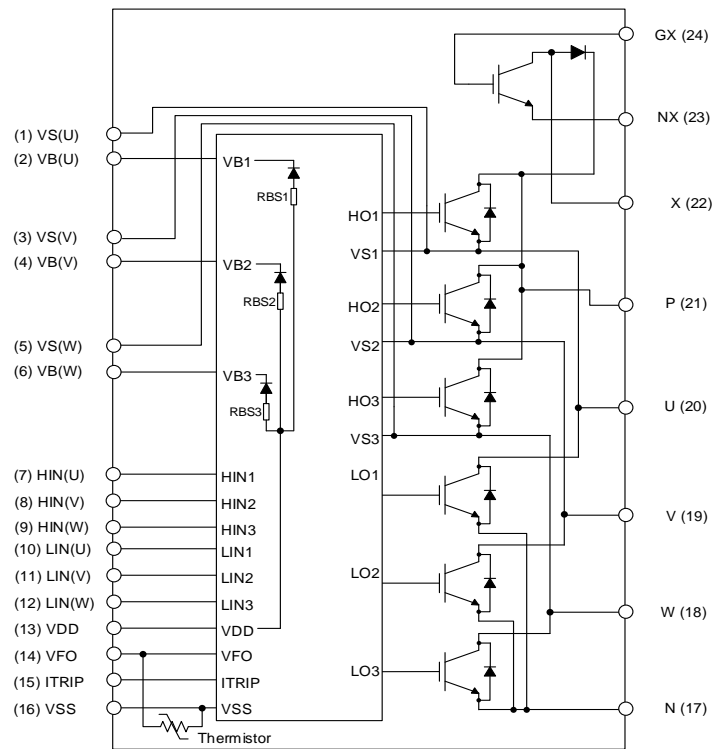 GX (24)
NX (23)
X (22)
P (21)
U (20)
V (19)
W (18)
N (17)
(1) VS(U)
(2) VB(U)
(3) VS(V)
(4) VB(V)
(5) VS(W)
(6) VB(W)
(7) HIN(U)
(8) HIN(V)
(9) HIN(W)
(10) LIN(U)
(11) LIN(V)
(12) LIN(W)
(13) VDD
(14) VFO
(15) ITRIP
(16) VSS
VB1
RBS1
VB2
RBS2
VB3
RBS3
HIN1
HIN2
HIN3
LIN1
LIN2
LIN3
VDD
VFO
ITRIP
VSS
Thermistor
HO1
VS1
HO2
VS2
HO3
VS3
LO1
LO2
LO3